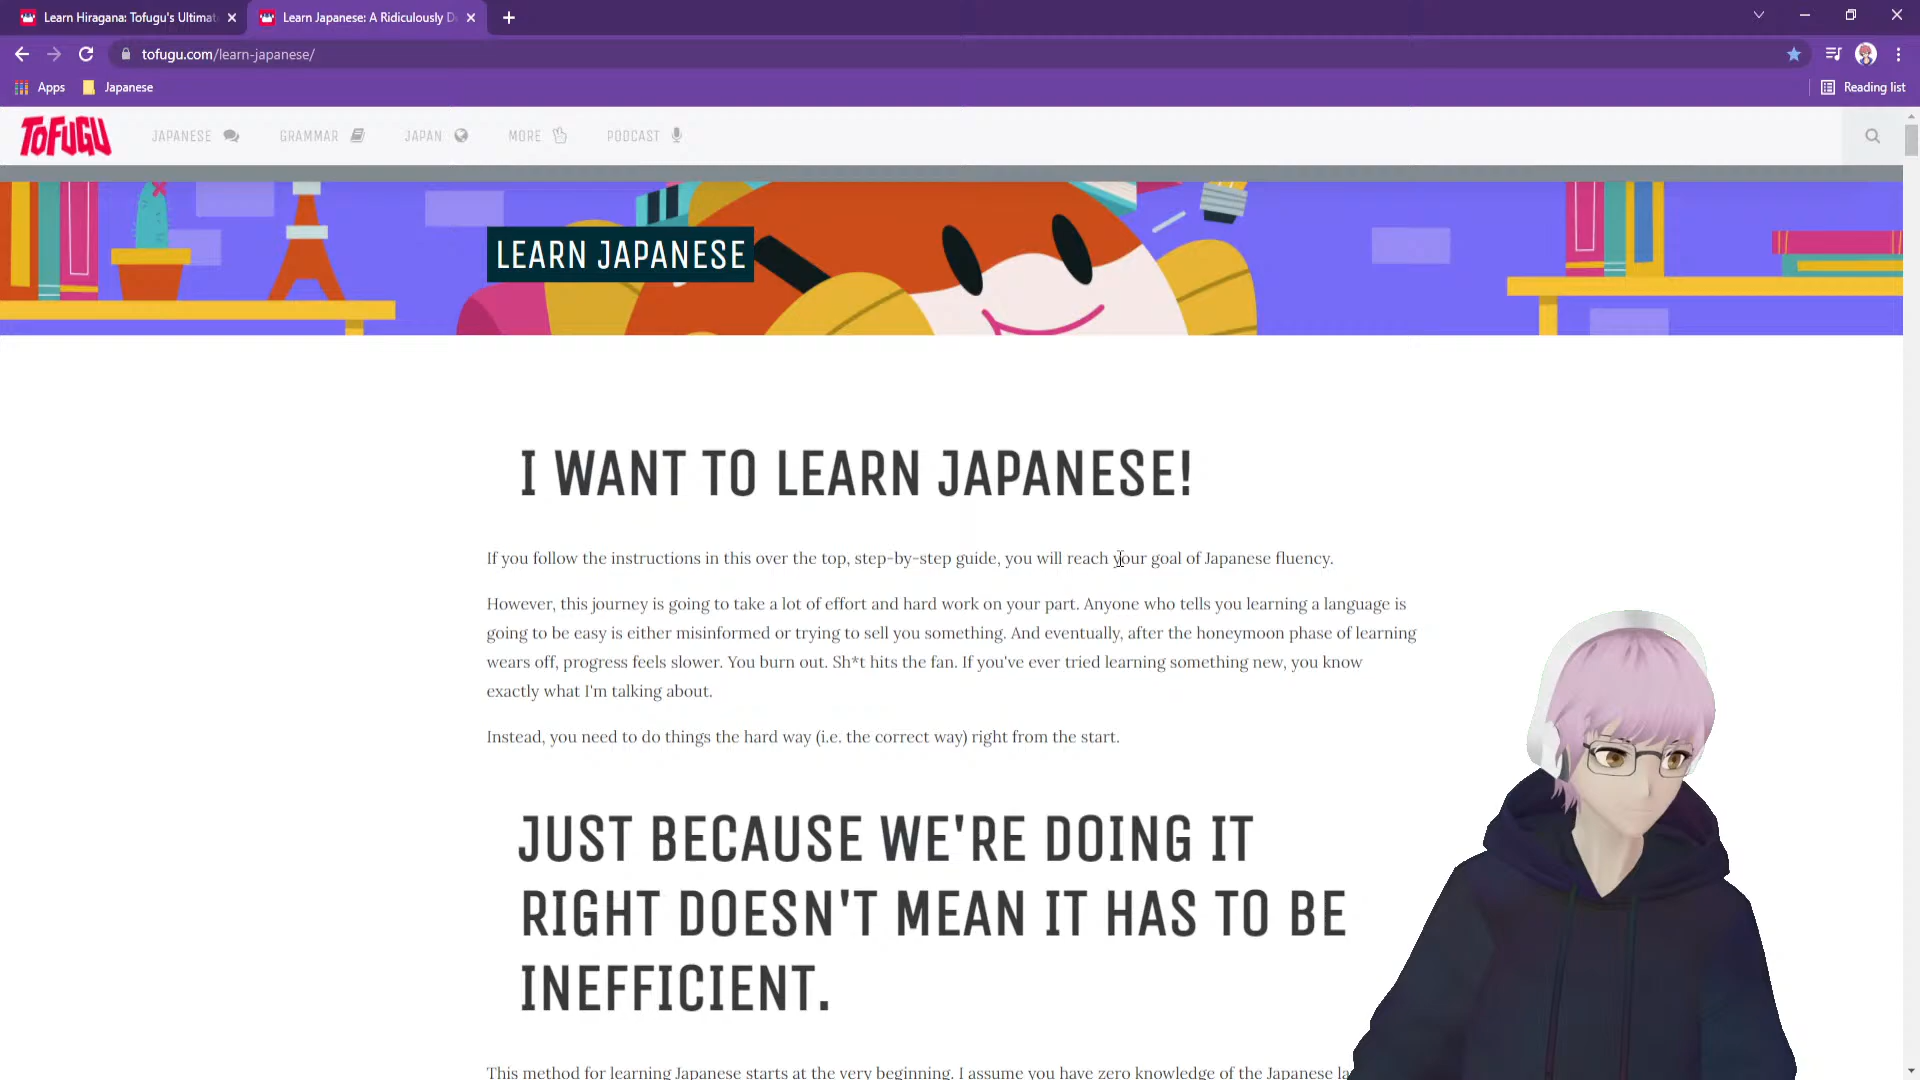 Learn Hiragana: Tofugu's Ultimat
Learn Japanese: A Ridiculously D
tofugu.com/learn-japanese/
Apps
Japanese
Reading list
TOFUGU
JAPANESE
GRAMMAR
JAPAN
MORE
PODCAST
LEARN JAPANESE
I WANT TO LEARN JAPANESE!
If you follow the instructions in this over the top, step-by-step guide, you will reach your goal of Japanese fluency.
However, this journey is going to take a lot of effort and hard work on your part. Anyone who tells you learning a language is
going to be easy is either misinformed or trying to sell you something. And eventually, after the honeymoon phase of learning
wears off, progress feels slower. You burn out. Sh*t hits the fan. If you've ever tried learning something new, you know
exactly what I'm talking about.
Instead, you need to do things the hard way (i.e. the correct way) right from the start.
JUST BECAUSE WE'RE DOING IT
RIGHT DOESN'T MEAN IT HAS TO BE
INEFFICIENT.
This method for learning Japanese starts at the very beginning. I assume you have zero knowledge of the Japanese la